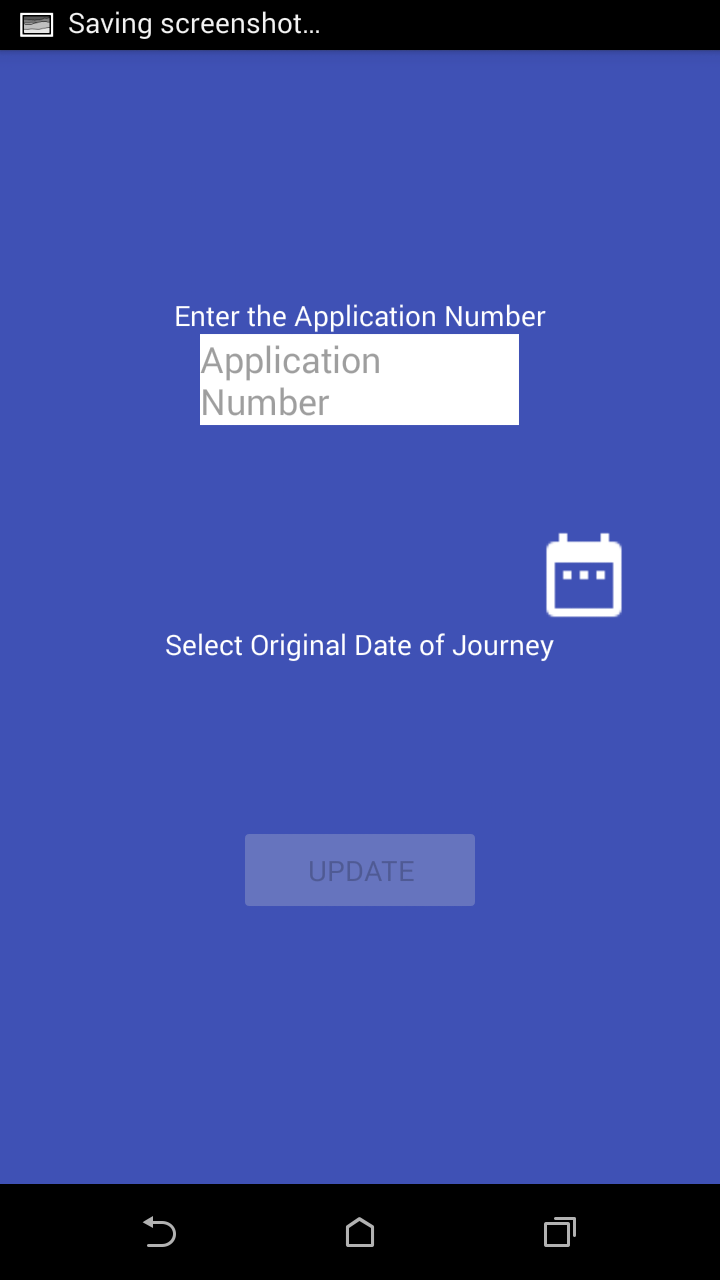 Saving screenshot...
Enter the Application Number
Application
Number
Select Original Date of Journey
UPDATE